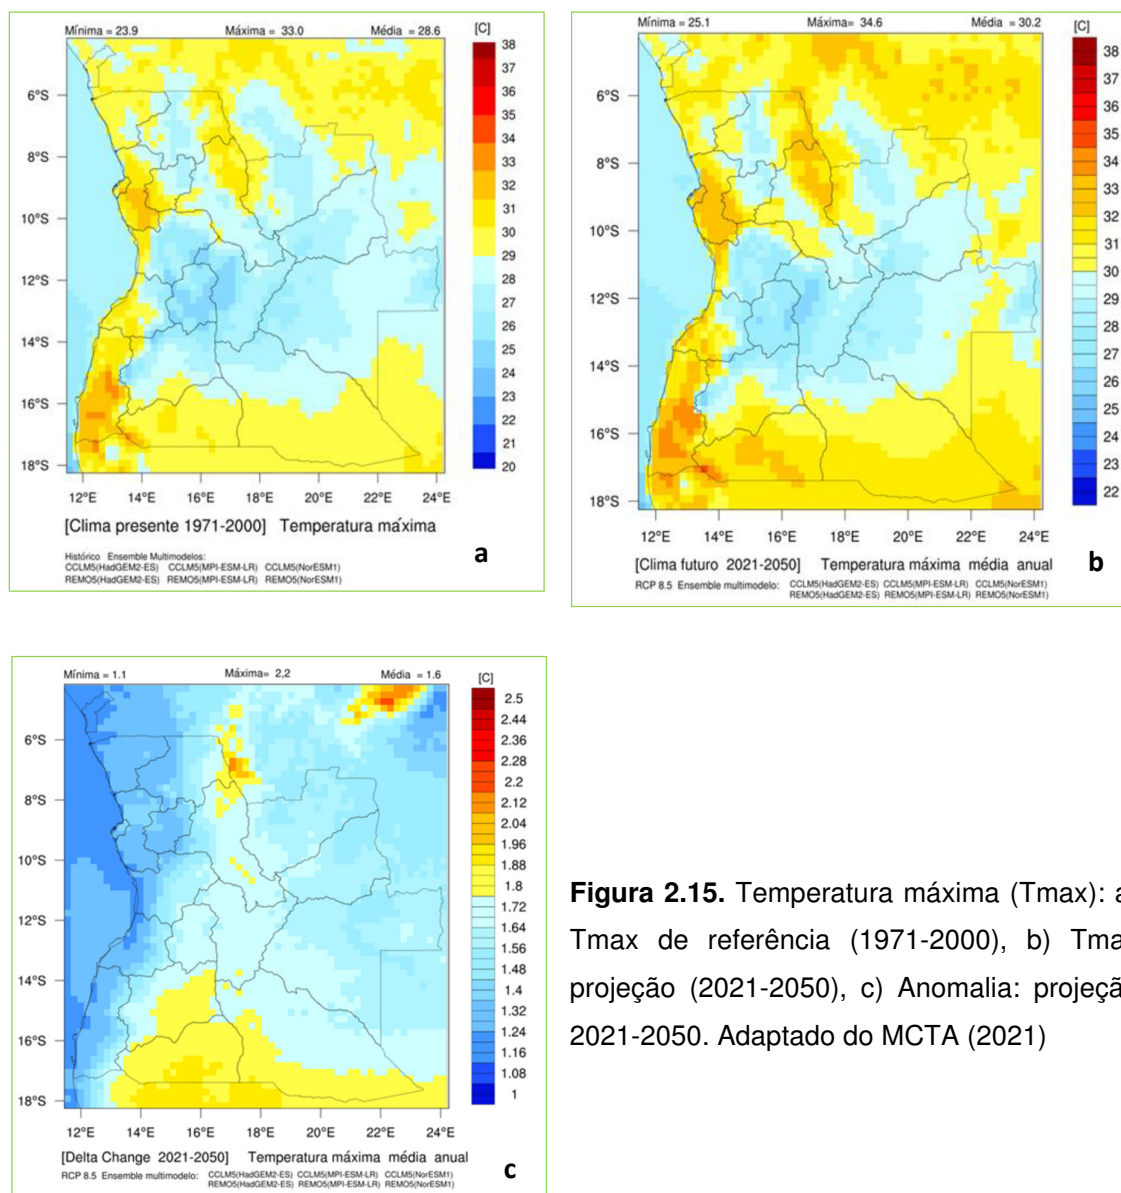 Mínima = 23.9 Máxima = 33.0 Média = 28.6 [C]
38
37
36
35
34
33
32
31
30
29
28
27
26
25
24
23
22
21
20
6°S
8°S
10°S
12°S
14°S
16°S
18°S
12°E 14°E 16°E 18°E 20°E 22°E 24°E
[Clima presente 1971-2000] Temperatura máxima
Histórico Ensemble Multimodelos:
CCLM5(HadGEM2-ES) CCLM5(MPI-ESM-LR) CCLM5(NorESM1)
REMO5(HadGEM2-ES) REMO5(MPI-ESM-LR) REMO5(NorESM1)
a
Mínima = 25.1 Máxima= 34.6 Média = 30.2 [C]
38
37
36
35
34
33
32
31
30
29
28
27
26
25
24
23
22
6°S
8°S
10°S
12°S
14°S
16°S
18°S
12°E 14°E 16°E 18°E 20°E 22°E 24°E
[Clima futuro 2021-2050] Temperatura máxima média anual
RCP 8.5 Ensemble multimodelo: CCLM5(HadGEM2-ES) CCLM5(MPI-ESM-LR) CCLM5(NorESM1)
REMO5(HadGEM2-ES) REMO5(MPI-ESM-LR) REMO5(NorESM1)
b
Mínima = 1.1 Máxima= 2,2 Média = 1.6 [C]
2.5
2.44
2.36
2.28
2.2
2.12
2.04
1.96
1.88
1.8
1.72
1.64
1.56
1.48
1.4
1.32
1.24
1.16
1.08
1
6°S
8°S
10°S
12°S
14°S
16°S
18°S
12°E 14°E 16°E 18°E 20°E 22°E 24°E
[Delta Change 2021-2050] Temperatura máxima média anual
RCP 8.5 Ensemble multimodelo: CCLM5(HadGEM2-ES) CCLM5(MPI-ESM-LR) CCLM5(NorESM1)
REMO5(HadGEM2-ES) REMO5(MPI-ESM-LR) REMO5(NorESM1)
c
Figura 2.15. Temperatura máxima (Tmax): a
Tmax de referência (1971-2000), b) Tma
projeção (2021-2050), c) Anomalia: projeçã
2021-2050. Adaptado do MCTA (2021)